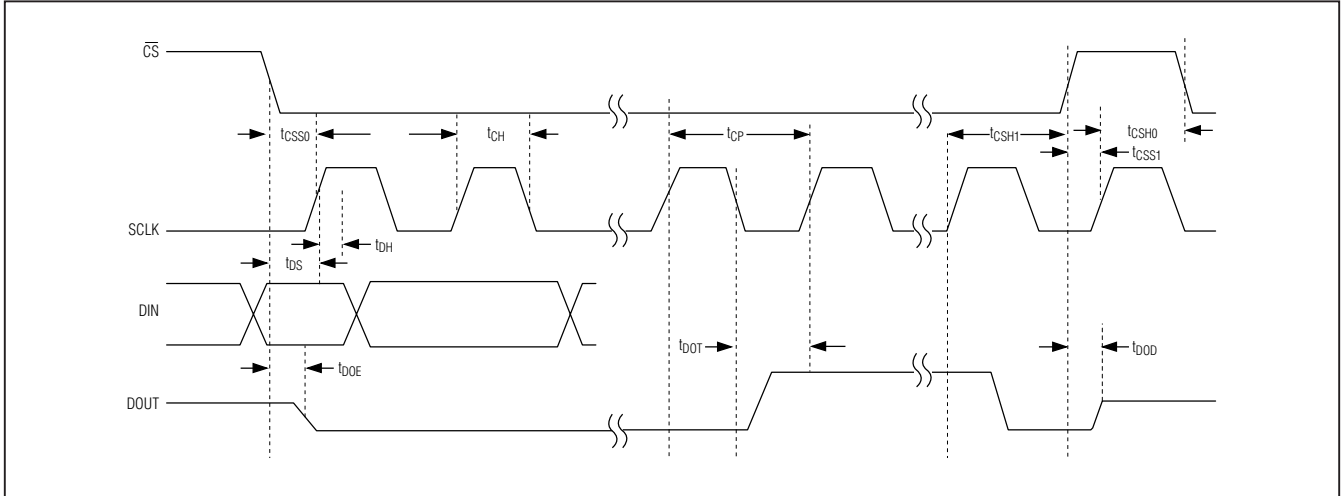 CS
tCSS0
tCH
tCP
tCSH1
tCSH0
tCSS1
SCLK
tDH
tDS
DIN
tDOT
tDOD
tDOE
DOUT